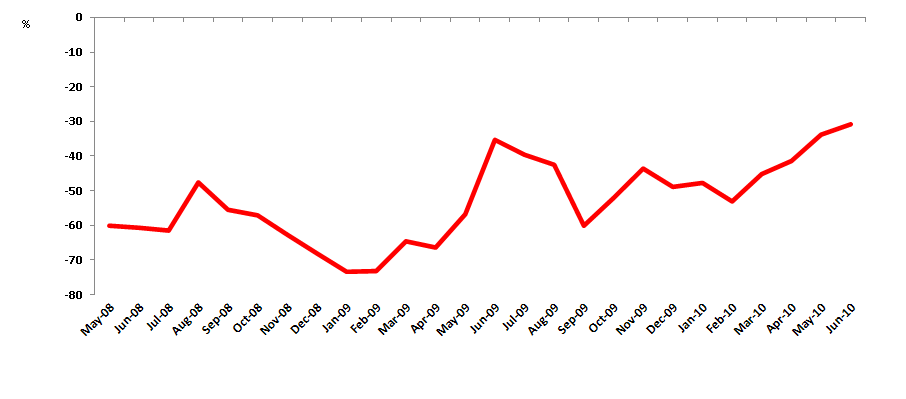 %
0
-10
-20
-30
-40
-50
-60
-70
-80
May-08
Jun-08
Jul-08
Aug-08
Sep-08
Oct-08
Nov-08
Dec-08
Jan-09
Feb-09
Mar-09
Apr-09
May-09
Jun-09
Jul-09
Aug-09
Sep-09
Oct-09
Nov-09
Dec-09
Jan-10
Feb-10
Mar-10
Apr-10
May-10
Jun-10